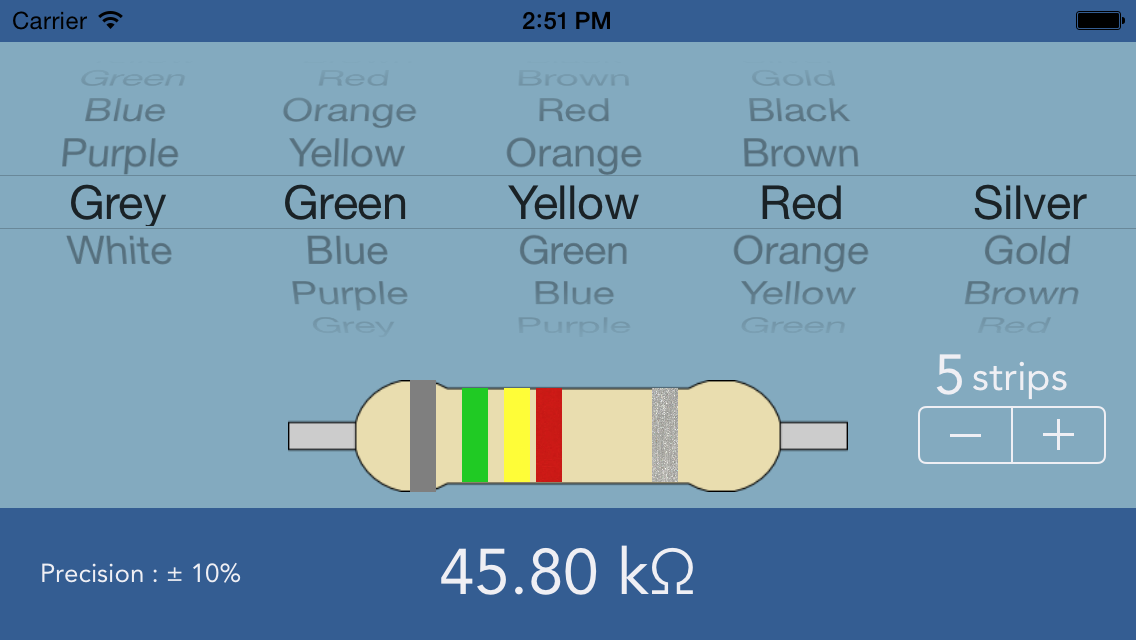 Carrier 2:51 PM
Green Red Brown Gold
Blue Orange Red Black
Purple Yellow Orange Brown
Grey Green Yellow Red Silver
White Blue Green Orange Gold
Purple Blue Yellow Brown
Grey Purple Green Red
5 strips
− +
Precision : ± 10% 45.80 kΩ